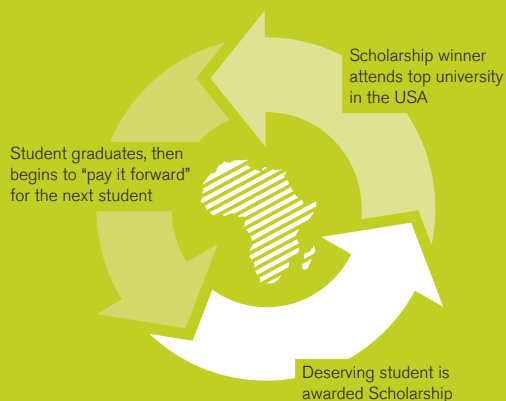 Scholarship winner
attends top university
in the USA
Student graduates, then
begins to "pay it forward"
for the next student
Deserving student is
awarded Scholarship